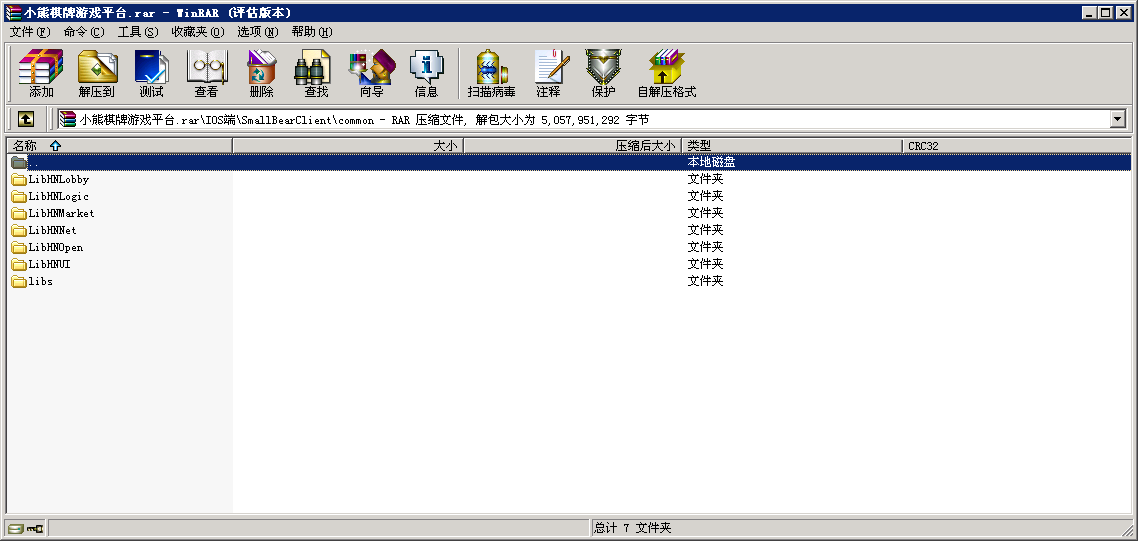 小熊棋牌游戏平台.rar - WinRAR (评估版本)
文件(F) 命令(C) 工具(S) 收藏夹(O) 选项(N) 帮助(H)
添加 解压到 测试 查看 删除 查找 向导 信息 扫描病毒 注释 保护 自解压格式
小熊棋牌游戏平台.rar\IOS端\SmallBearClient\common - RAR 压缩文件, 解包大小为 5,057,951,292 字节
名称 大小 压缩后大小 类型 CRC32
.. 本地磁盘
LibHNLobby 文件夹
LibHNLogic 文件夹
LibHNMarket 文件夹
LibHNNet 文件夹
LibHNOpen 文件夹
LibHNUI 文件夹
libs 文件夹
总计 7 文件夹